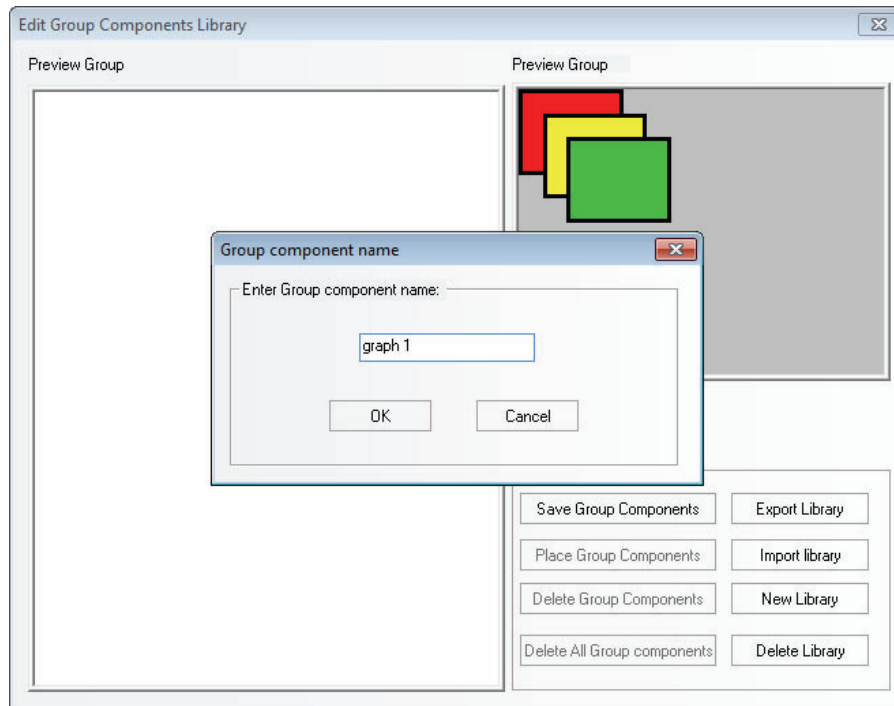 Edit Group Components Library
Preview Group
Preview Group
Group component name
Enter Group component name:
graph 1
OK
Cancel
Save Group Components
Export Library
Place Group Components
Import library
Delete Group Components
New Library
Delete All Group components
Delete Library